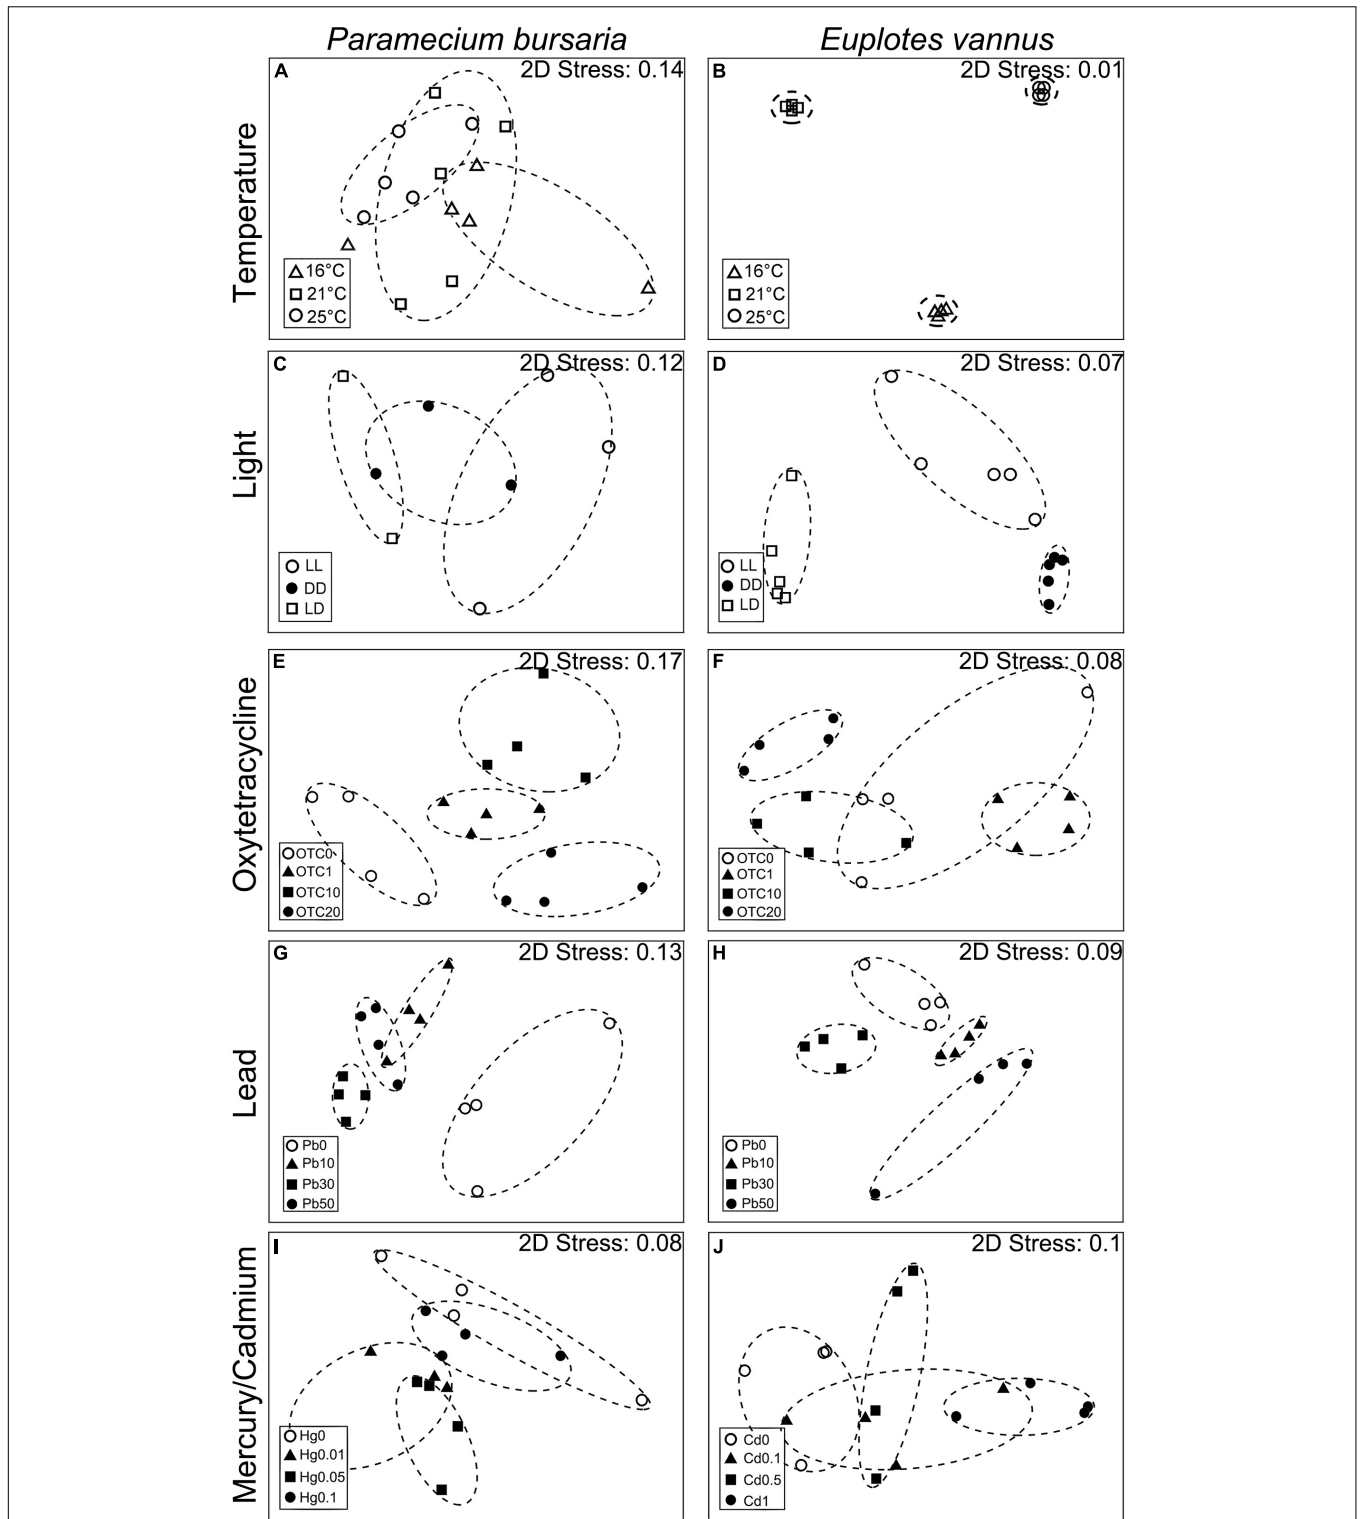 Paramecium bursaria
Euplotes vannus
Temperature
A
2D Stress: 0.14
16°C
21°C
25°C
B
2D Stress: 0.01
16°C
21°C
25°C
Light
C
2D Stress: 0.12
LL
DD
LD
D
2D Stress: 0.07
LL
DD
LD
Oxytetracycline
E
2D Stress: 0.17
OTC0
OTC1
OTC10
OTC20
F
2D Stress: 0.08
OTC0
OTC1
OTC10
OTC20
Lead
G
2D Stress: 0.13
Pb0
Pb10
Pb30
Pb50
H
2D Stress: 0.09
Pb0
Pb10
Pb30
Pb50
Mercury/Cadmium
I
2D Stress: 0.08
Hg0
Hg0.01
Hg0.05
Hg0.1
J
2D Stress: 0.1
Cd0
Cd0.1
Cd0.5
Cd1